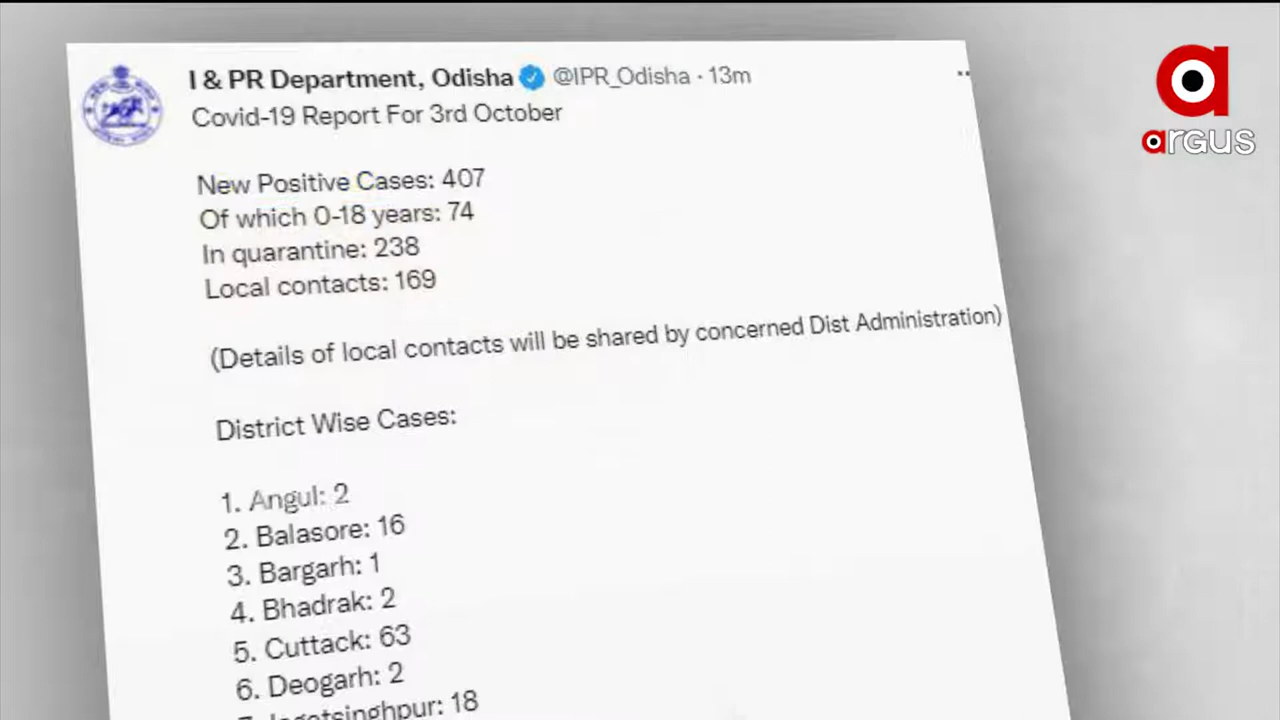 I & PR Department, Odisha @IPR_Odisha · 13m
Covid-19 Report For 3rd October
New Positive Cases: 407
Of which 0-18 years: 74
In quarantine: 238
Local contacts: 169
(Details of local contacts will be shared by concerned Dist Administration)
District Wise Cases:
1. Angul: 2
2. Balasore: 16
3. Bargarh: 1
4. Bhadrak: 2
5. Cuttack: 63
6. Deogarh: 2
7. Jagatsinghpur: 18
argus